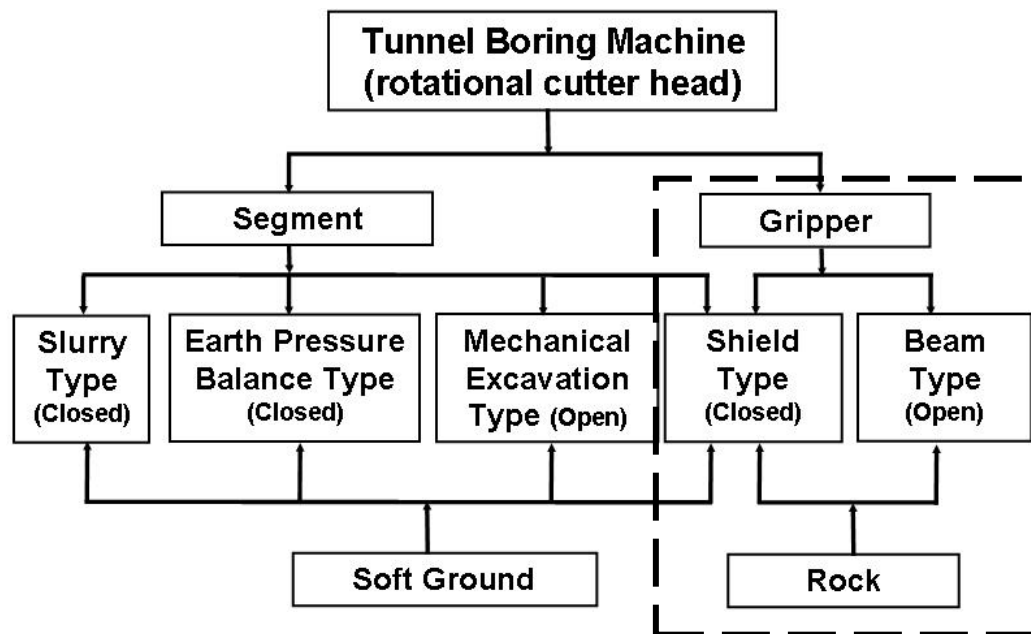 Tunnel Boring Machine
(rotational cutter head)
Segment
Gripper
Slurry
Type
(Closed)
Earth Pressure
Balance Type
(Closed)
Mechanical
Excavation
Type (Open)
Shield
Type
(Closed)
Beam
Type
(Open)
Soft Ground
Rock